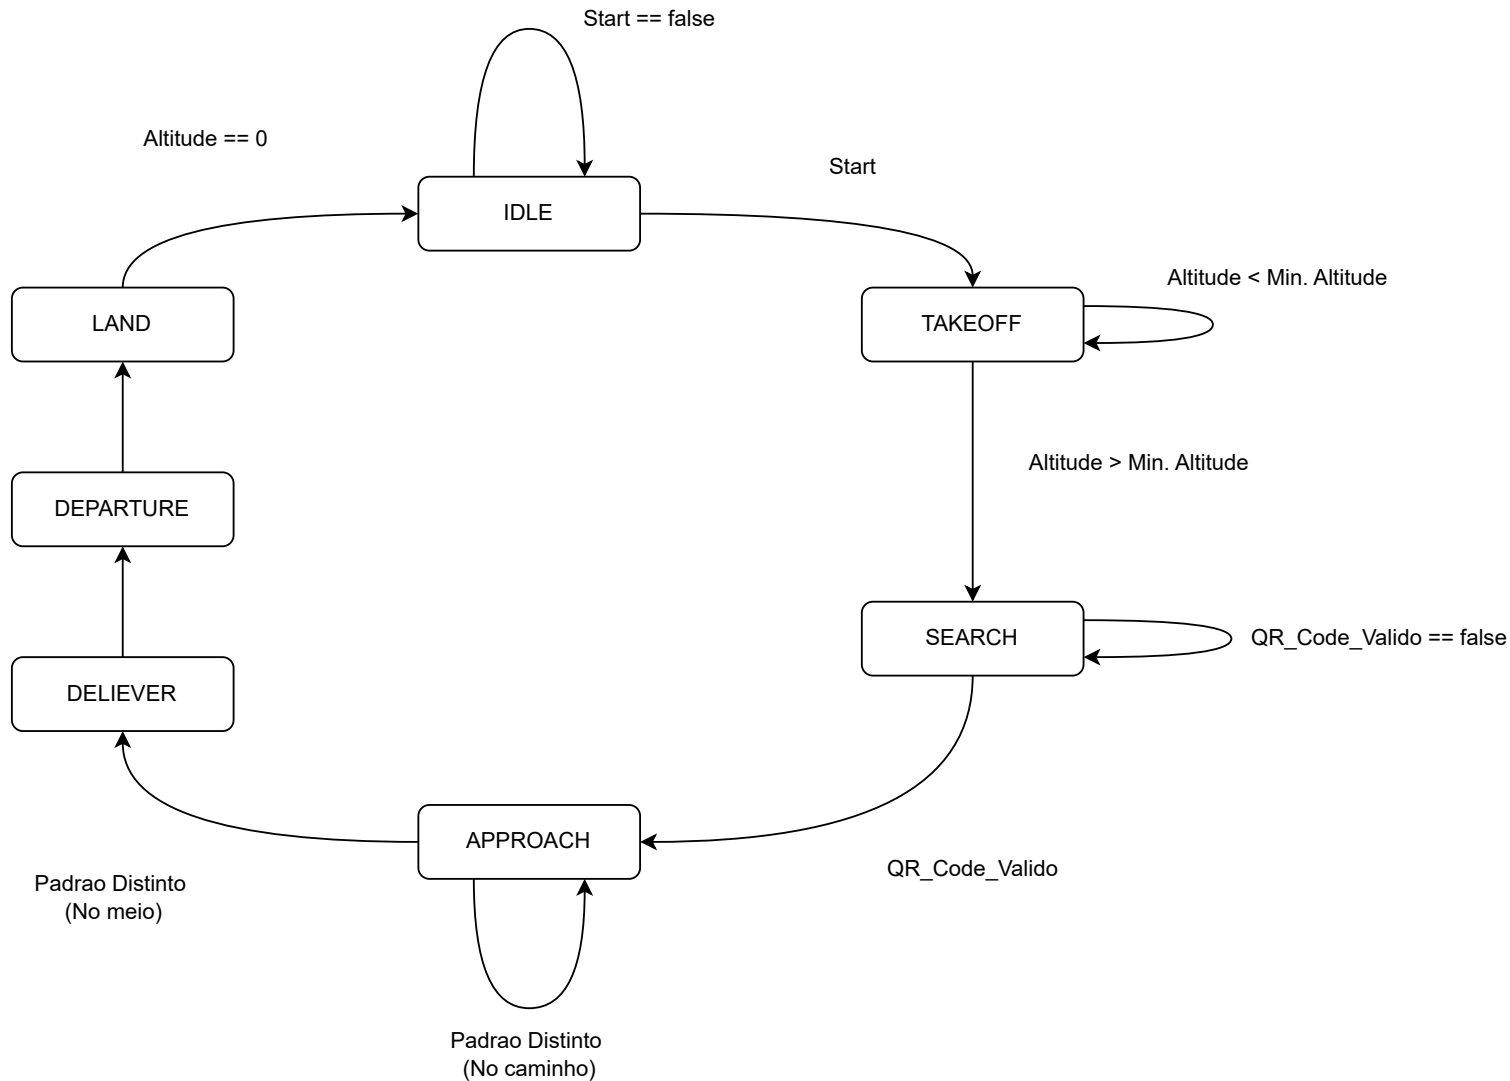 Start == false
Altitude == 0
Start
IDLE
Altitude < Min. Altitude
LAND
TAKEOFF
Altitude > Min. Altitude
DEPARTURE
SEARCH
QR_Code_Valido == false
DELIEVER
APPROACH
QR_Code_Valido
Padrao Distinto
(No meio)
Padrao Distinto
(No caminho)